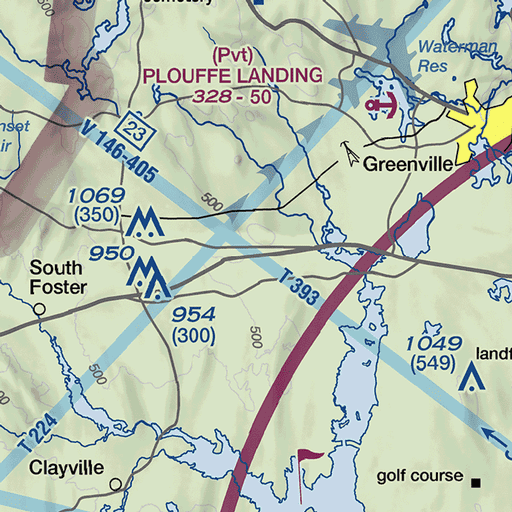 cemetery
(Pvt)
PLOUFFE LANDING
328 - 50
Waterman
Res
23
V 146-405
Greenville
500
1069
(350)
950
South
Foster
954
(300)
T 393
500
1049
(549)
landf
500
T 224
Clayville
golf course